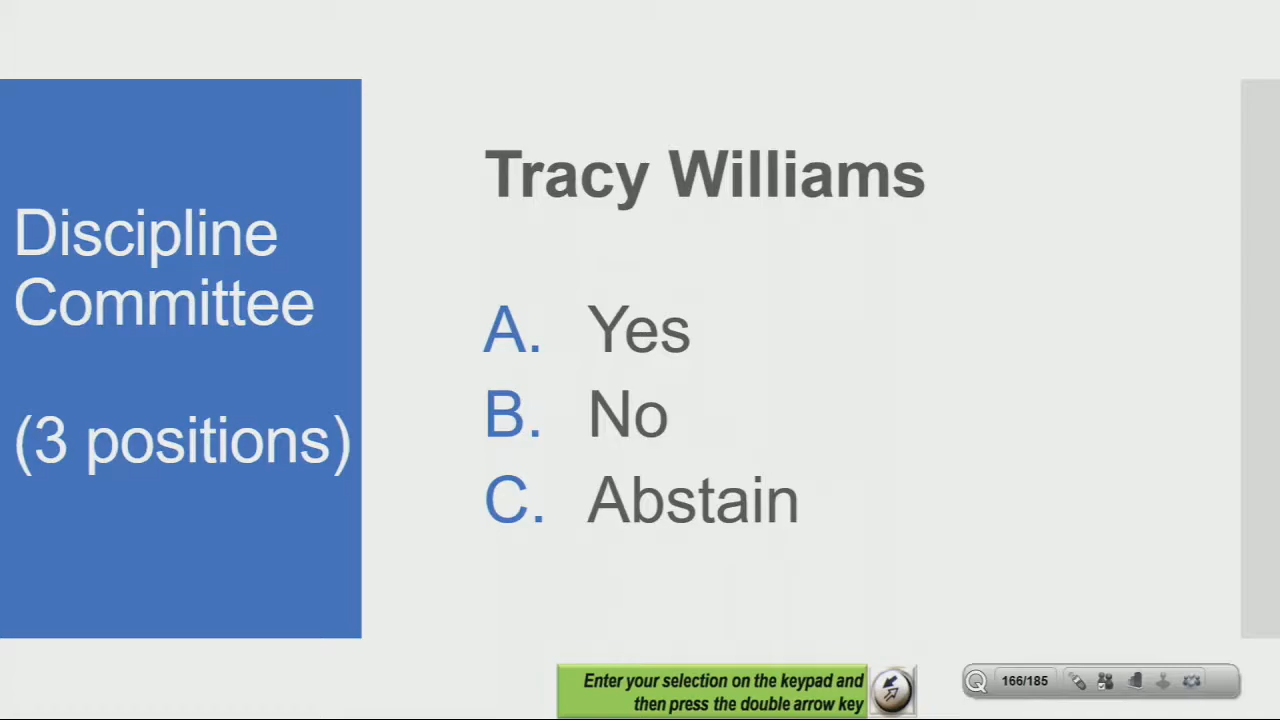 Discipline
Committee
(3 positions)
Tracy Williams
A. Yes
B. No
C. Abstain
Enter your selection on the keypad and
then press the double arrow key
166/185